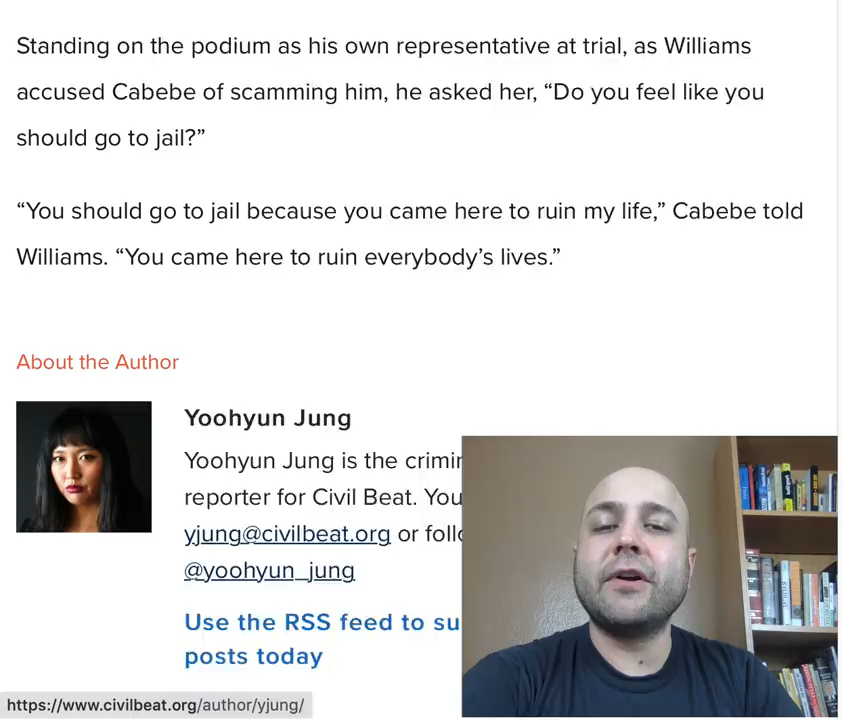 Standing on the podium as his own representative at trial, as Williams
accused Cabebe of scamming him, he asked her, “Do you feel like you
should go to jail?”
“You should go to jail because you came here to ruin my life,” Cabebe told
Williams. “You came here to ruin everybody’s lives.”
About the Author
Yoohyun Jung
Yoohyun Jung is the crimin
reporter for Civil Beat. You
yjung@civilbeat.org or follo
@yoohyun_jung
Use the RSS feed to su
posts today
https://www.civilbeat.org/author/yjung/